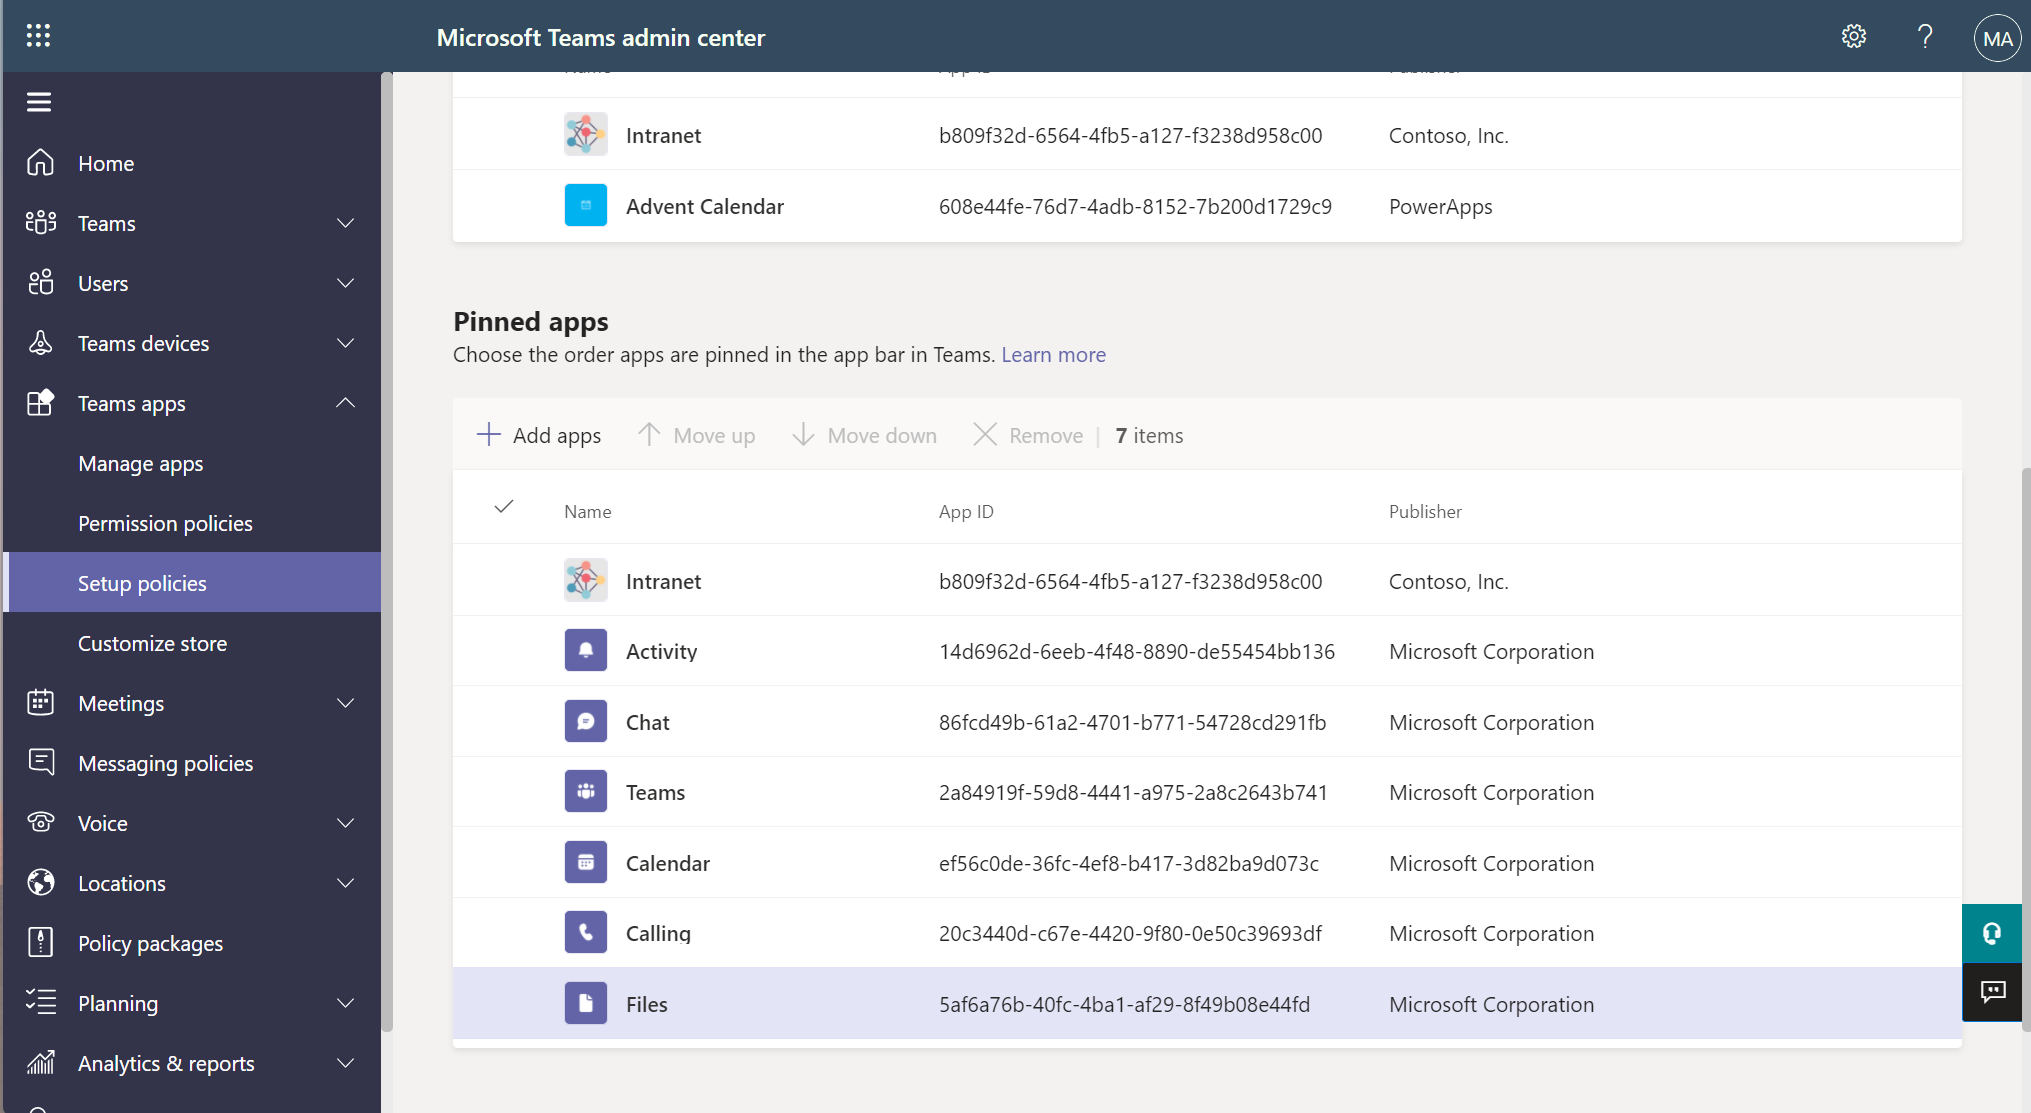 Microsoft Teams admin center
MA
Home
Teams
Users
Teams devices
Teams apps
Manage apps
Permission policies
Setup policies
Customize store
Meetings
Messaging policies
Voice
Locations
Policy packages
Planning
Analytics & reports
Name App ID Publisher
Intranet b809f32d-6564-4fb5-a127-f3238d958c00 Contoso, Inc.
Advent Calendar 608e44fe-76d7-4adb-8152-7b200d1729c9 PowerApps
Pinned apps
Choose the order apps are pinned in the app bar in Teams. Learn more
Add apps Move up Move down Remove | 7 items
Name App ID Publisher
Intranet b809f32d-6564-4fb5-a127-f3238d958c00 Contoso, Inc.
Activity 14d6962d-6eeb-4f48-8890-de55454bb136 Microsoft Corporation
Chat 86fcd49b-61a2-4701-b771-54728cd291fb Microsoft Corporation
Teams 2a84919f-59d8-4441-a975-2a8c2643b741 Microsoft Corporation
Calendar ef56c0de-36fc-4ef8-b417-3d82ba9d073c Microsoft Corporation
Calling 20c3440d-c67e-4420-9f80-0e50c39693df Microsoft Corporation
Files 5af6a76b-40fc-4ba1-af29-8f49b08e44fd Microsoft Corporation